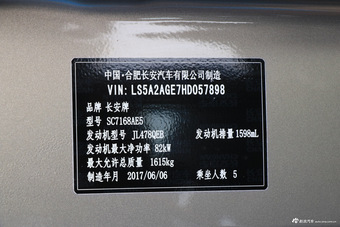 中国·合肥长安汽车有限公司制造
VIN: LS5A2AGE7HD057898
品牌 长安牌
型号 SC7168AE5
发动机型号 JL478QEB 发动机排量 1598mL
发动机最大净功率 82kW
最大允许总质量 1615kg
制造年月 2017/06/06 乘坐人数 5